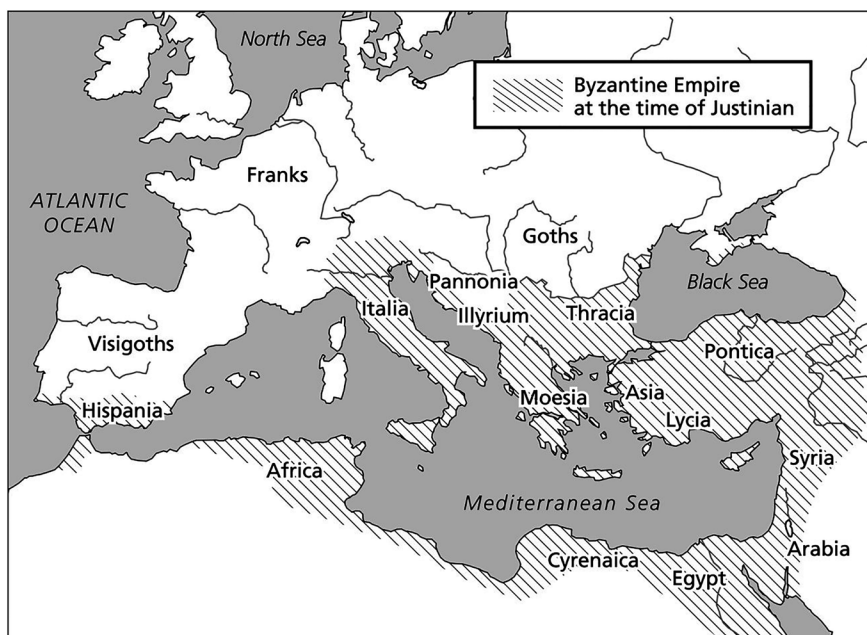 North Sea
Byzantine Empire
at the time of Justinian
Franks
ATLANTIC
OCEAN
Goths
Black Sea
Pannonia
Italia
Illyrium
Thracia
Visigoths
Pontica
Hispania
Moesia
Asia
Lycia
Africa
Syria
Mediterranean Sea
Arabia
Cyrenaica
Egypt